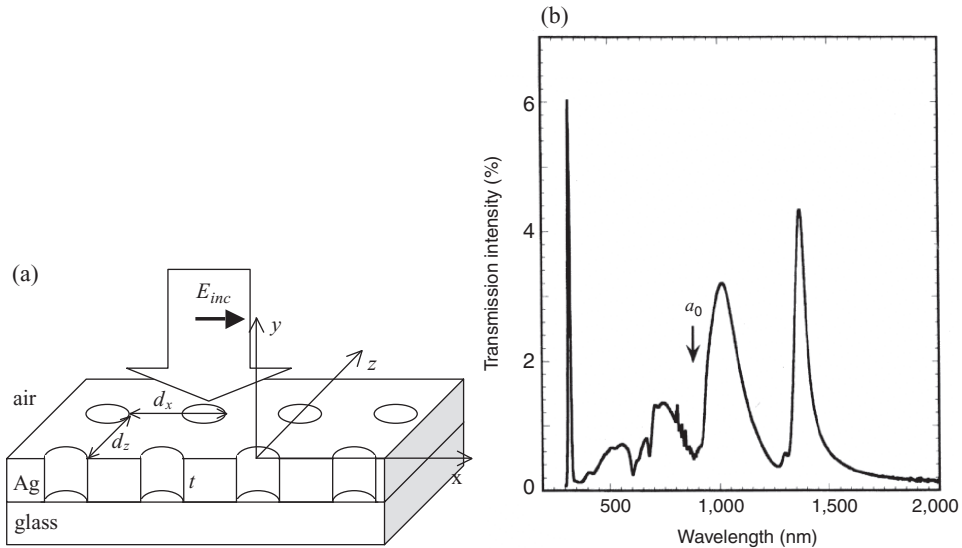 (a)
E_inc
y
z
air
d_x
d_z
Ag
t
x
glass
(b)
6
4
a_0
2
0
500
1,000
1,500
2,000
Transmission intensity (%)
Wavelength (nm)